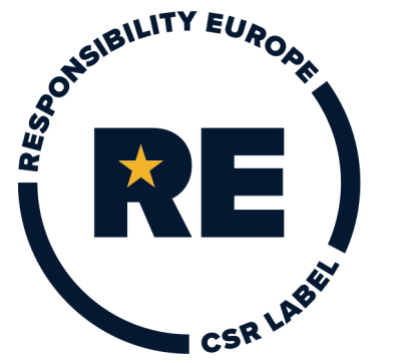 RESPONSIBILITY EUROPE
RE
CSR LABEL